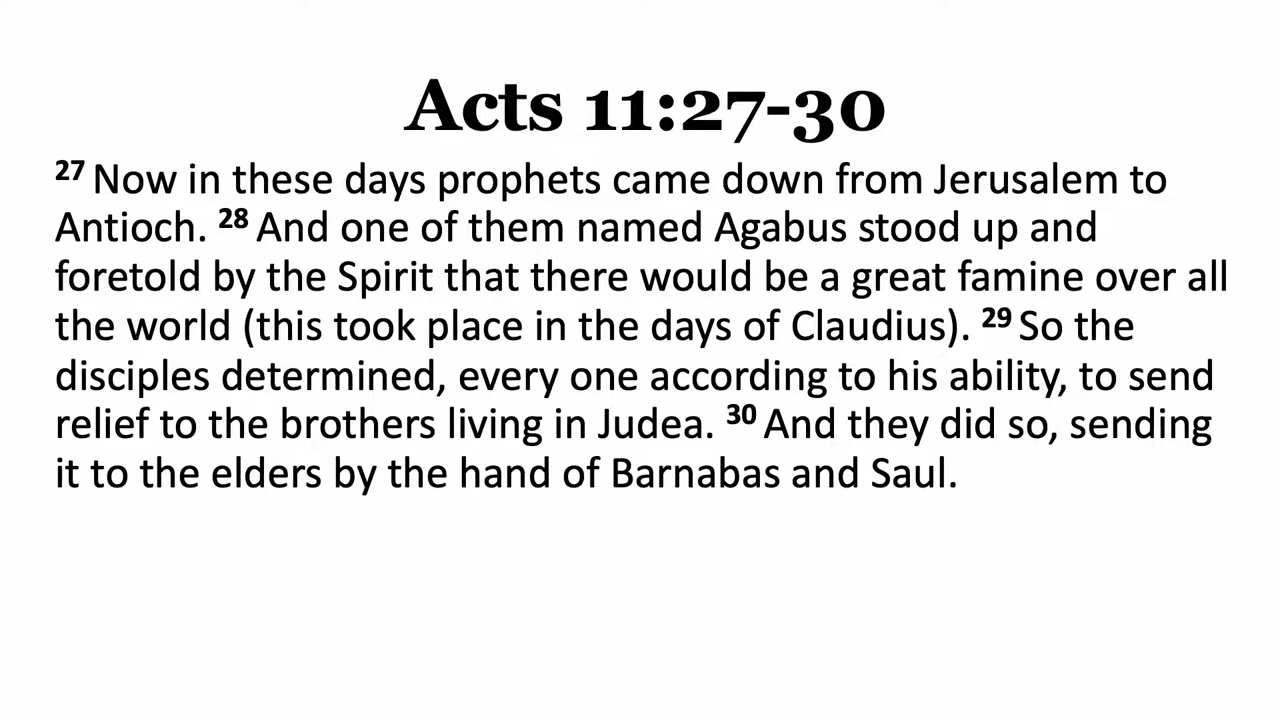 Acts 11:27-30
27 Now in these days prophets came down from Jerusalem to
Antioch. 28 And one of them named Agabus stood up and
foretold by the Spirit that there would be a great famine over all
the world (this took place in the days of Claudius). 29 So the
disciples determined, every one according to his ability, to send
relief to the brothers living in Judea. 30 And they did so, sending
it to the elders by the hand of Barnabas and Saul.